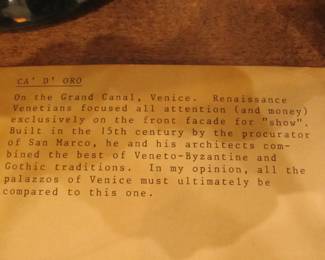 CA' D' ORO
On the Grand Canal, Venice. Renaissance
Venetians focused all attention (and money)
exclusively on the front facade for "show".
Built in the 15th century by the procurator
of San Marco, he and his architects com-
bined the best of Veneto-Byzantine and
Gothic traditions. In my opinion, all the
palazzos of Venice must ultimately be
compared to this one.